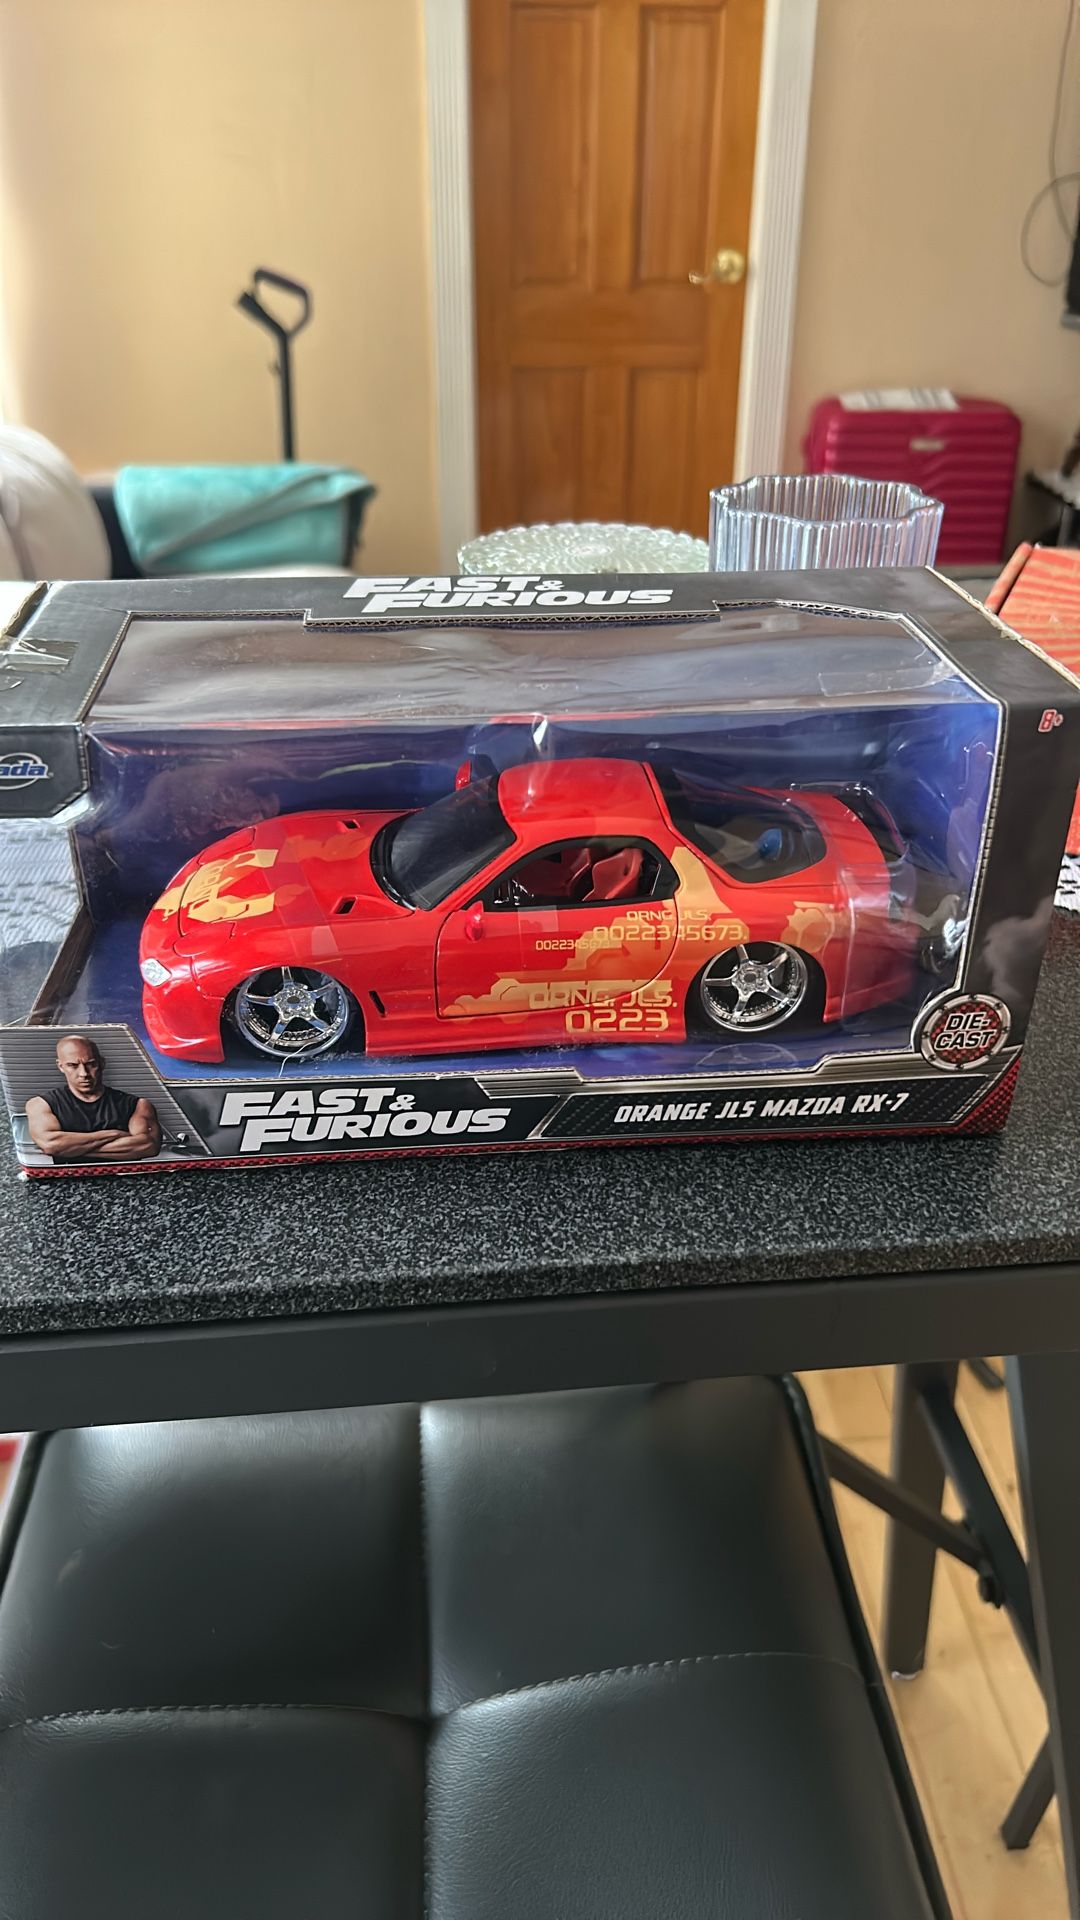 FAST &
FURIOUS
ada
8+
ORNG. JLS.
0022345673.
0022345673
ORNG. JLS.
0223
DIE-
CAST
FAST &
FURIOUS
ORANGE JLS MAZDA RX-7